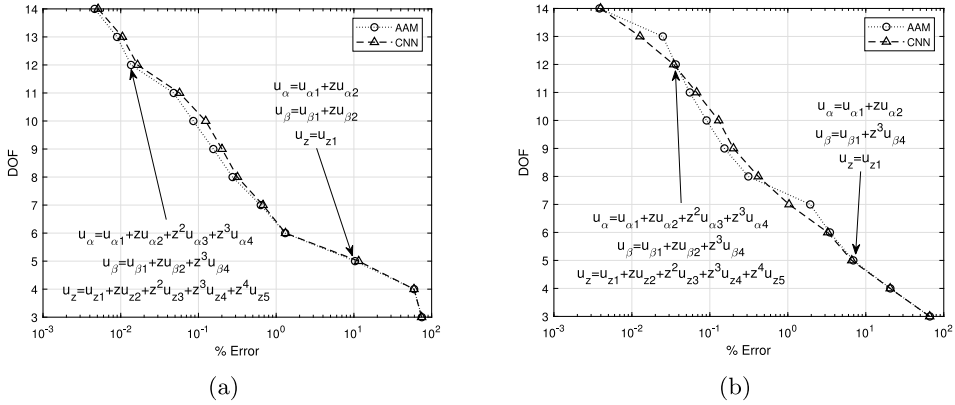 14
13
12
11
10
9
8
7
6
5
4
3
DOF
10^-3 10^-2 10^-1 10^0 10^1 10^2
% Error
AAM
CNN
u_α=u_α1+zu_α2
u_β=u_β1+zu_β2
u_z=u_z1
u_α=u_α1+zu_α2+z^2u_α3+z^3u_α4
u_β=u_β1+zu_β2+z^3u_β4
u_z=u_z1+zu_z2+z^2u_z3+z^3u_z4+z^4u_z5
(a)
14
13
12
11
10
9
8
7
6
5
4
3
DOF
10^-3 10^-2 10^-1 10^0 10^1 10^2
% Error
AAM
CNN
u_α=u_α1+zu_α2
u_β=u_β1+z^3u_β4
u_z=u_z1
u_α=u_α1+zu_α2+z^2u_α3+z^3u_α4
u_β=u_β1+zu_β2+z^3u_β4
u_z=u_z1+zu_z2+z^2u_z3+z^3u_z4+z^4u_z5
(b)